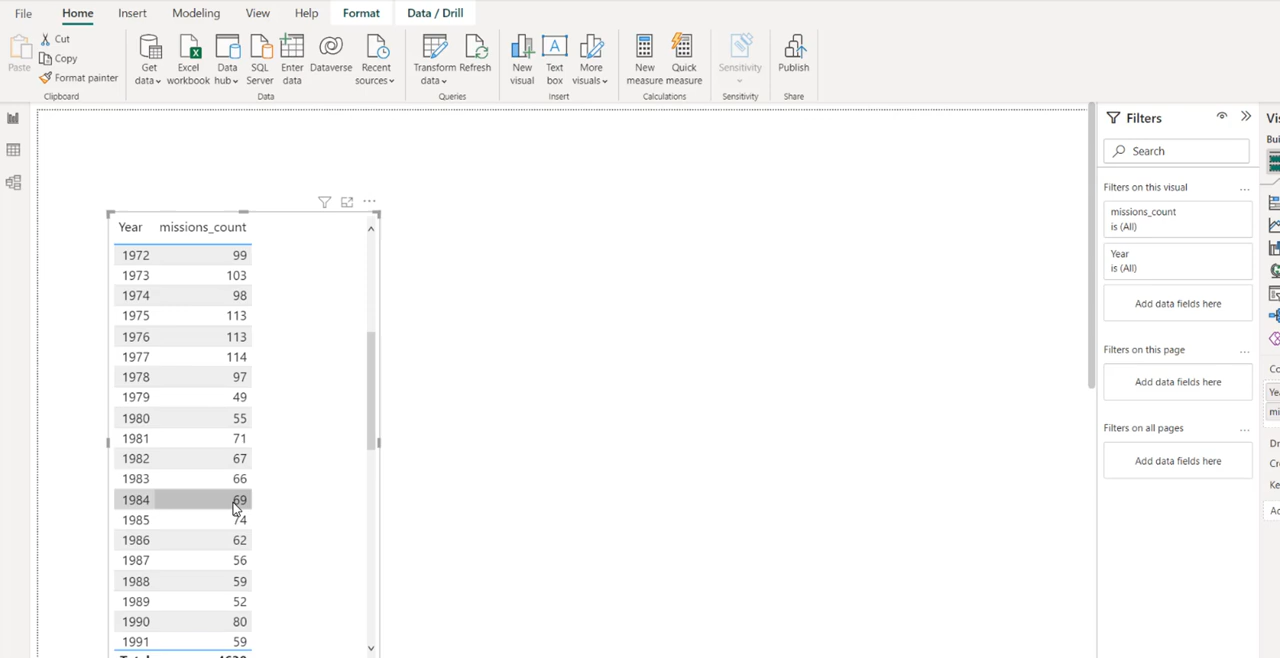 File Home Insert Modeling View Help Format Data / Drill
Paste
Cut
Copy
Format painter
Clipboard
Get data
Excel workbook
Data hub
SQL Server
Enter data
Dataverse
Recent sources
Data
Transform data
Refresh
Queries
New visual
Text box
More visuals
Insert
New measure
Quick measure
Calculations
Sensitivity
Sensitivity
Publish
Share
Year missions_count
1972 99
1973 103
1974 98
1975 113
1976 113
1977 114
1978 97
1979 49
1980 55
1981 71
1982 67
1983 66
1984 69
1985 74
1986 62
1987 56
1988 59
1989 52
1990 80
1991 59
Filters
Search
Filters on this visual ...
missions_count
is (All)
Year
is (All)
Add data fields here
Filters on this page ...
Add data fields here
Filters on all pages ...
Add data fields here